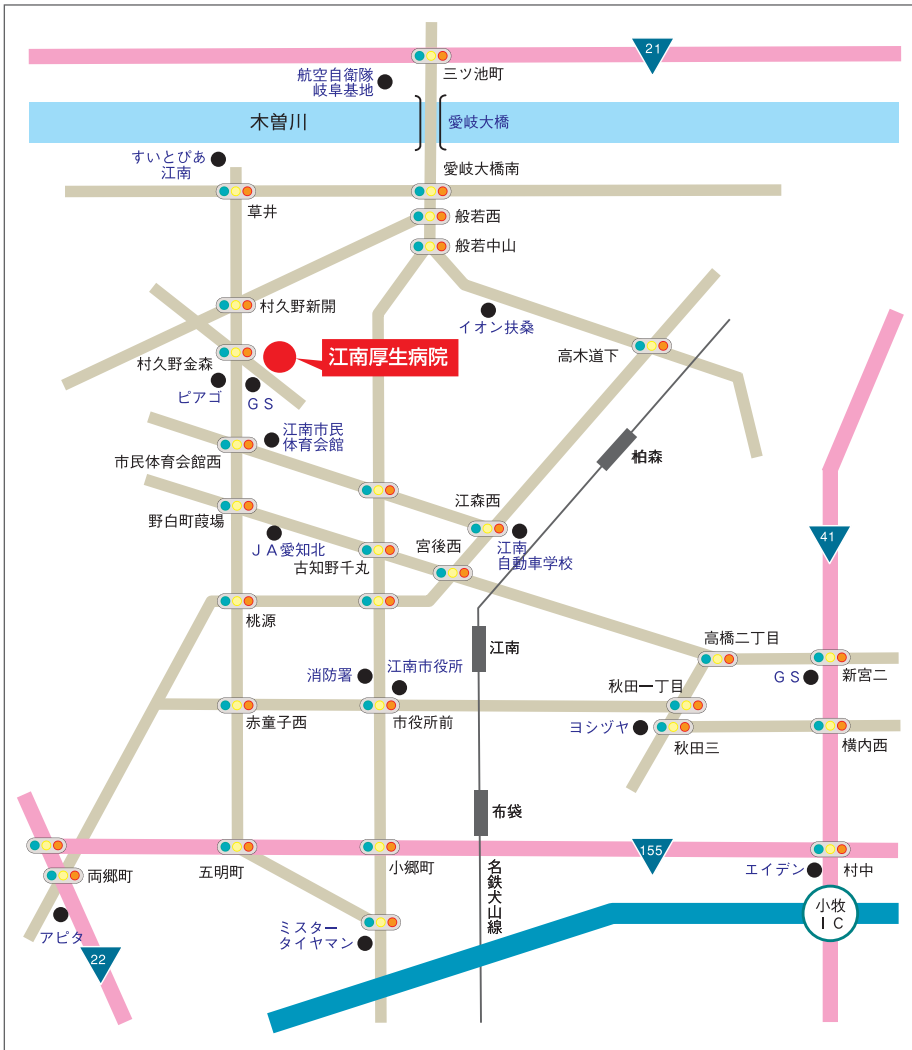 21
三ツ池町
航空自衛隊
岐阜基地
木曽川
愛岐大橋
すいとぴあ
江南
愛岐大橋南
草井
般若西
般若中山
村久野新開
イオン扶桑
江南厚生病院
高木道下
村久野金森
ピアゴ
GS
江南市民
体育会館
市民体育会館西
柏森
江森西
野白町葭場
41
JA愛知北
宮後西
江南
自動車学校
古知野千丸
桃源
江南
高橋二丁目
消防署
江南市役所
新宮二
GS
秋田一丁目
赤童子西
市役所前
ヨシヅヤ
秋田三
横内西
布袋
155
両郷町
五明町
小郷町
名鉄犬山線
エイデン
村中
小牧
IC
アピタ
ミスター
タイヤマン
22